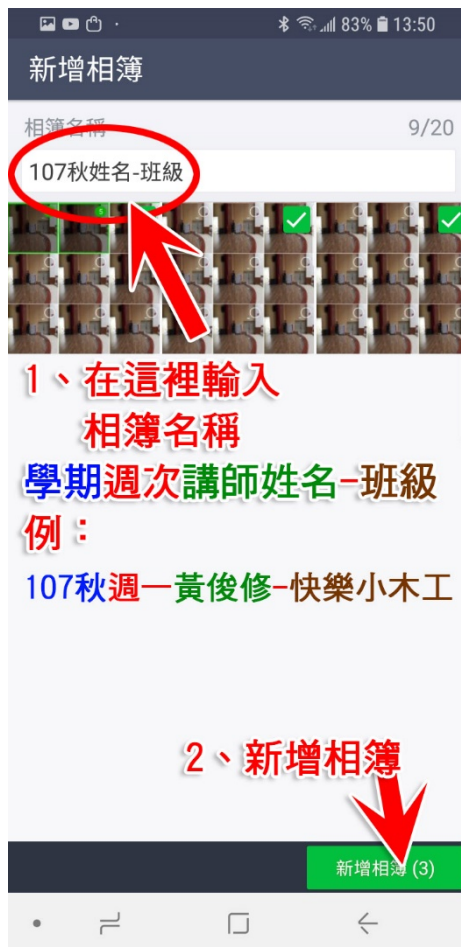 83% 13:50
新增相簿
相簿名稱 9/20
107秋姓名-班級
1、在這裡輸入
相簿名稱
學期週次講師姓名-班級
例：
107秋週一黃俊修-快樂小木工
2、新增相簿
新增相簿 (3)